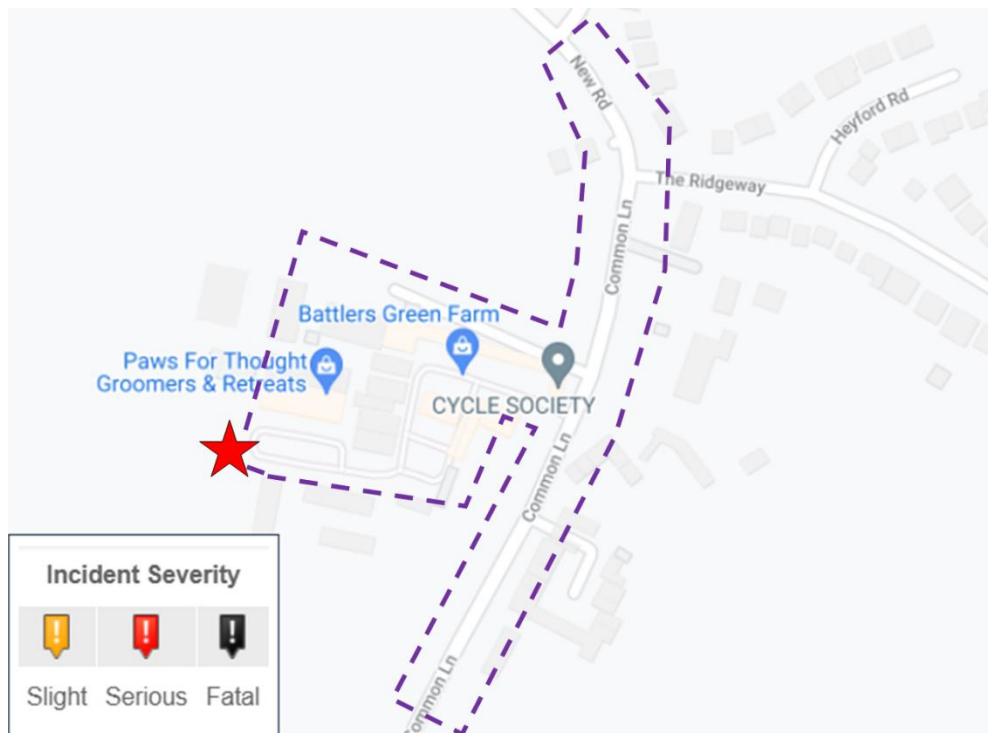 New Rd
Heyford Rd
The Ridgeway
Common Ln
Battlers Green Farm
Paws For Thought
Groomers & Retreats
CYCLE SOCIETY
Common Ln
Common Ln
Incident Severity
Slight Serious Fatal